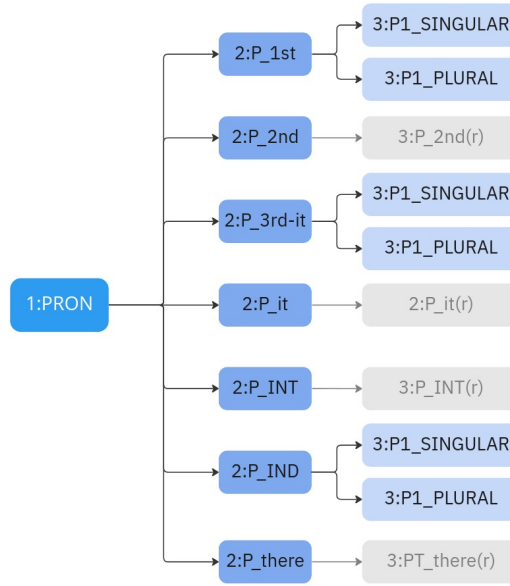 3:P1_SINGULAR
2:P_1st
3:P1_PLURAL
2:P_2nd
3:P_2nd(r)
3:P1_SINGULAR
2:P_3rd-it
3:P1_PLURAL
1:PRON
2:P_it
2:P_it(r)
2:P_INT
3:P_INT(r)
3:P1_SINGULAR
2:P_IND
3:P1_PLURAL
2:P_there
3:PT_there(r)